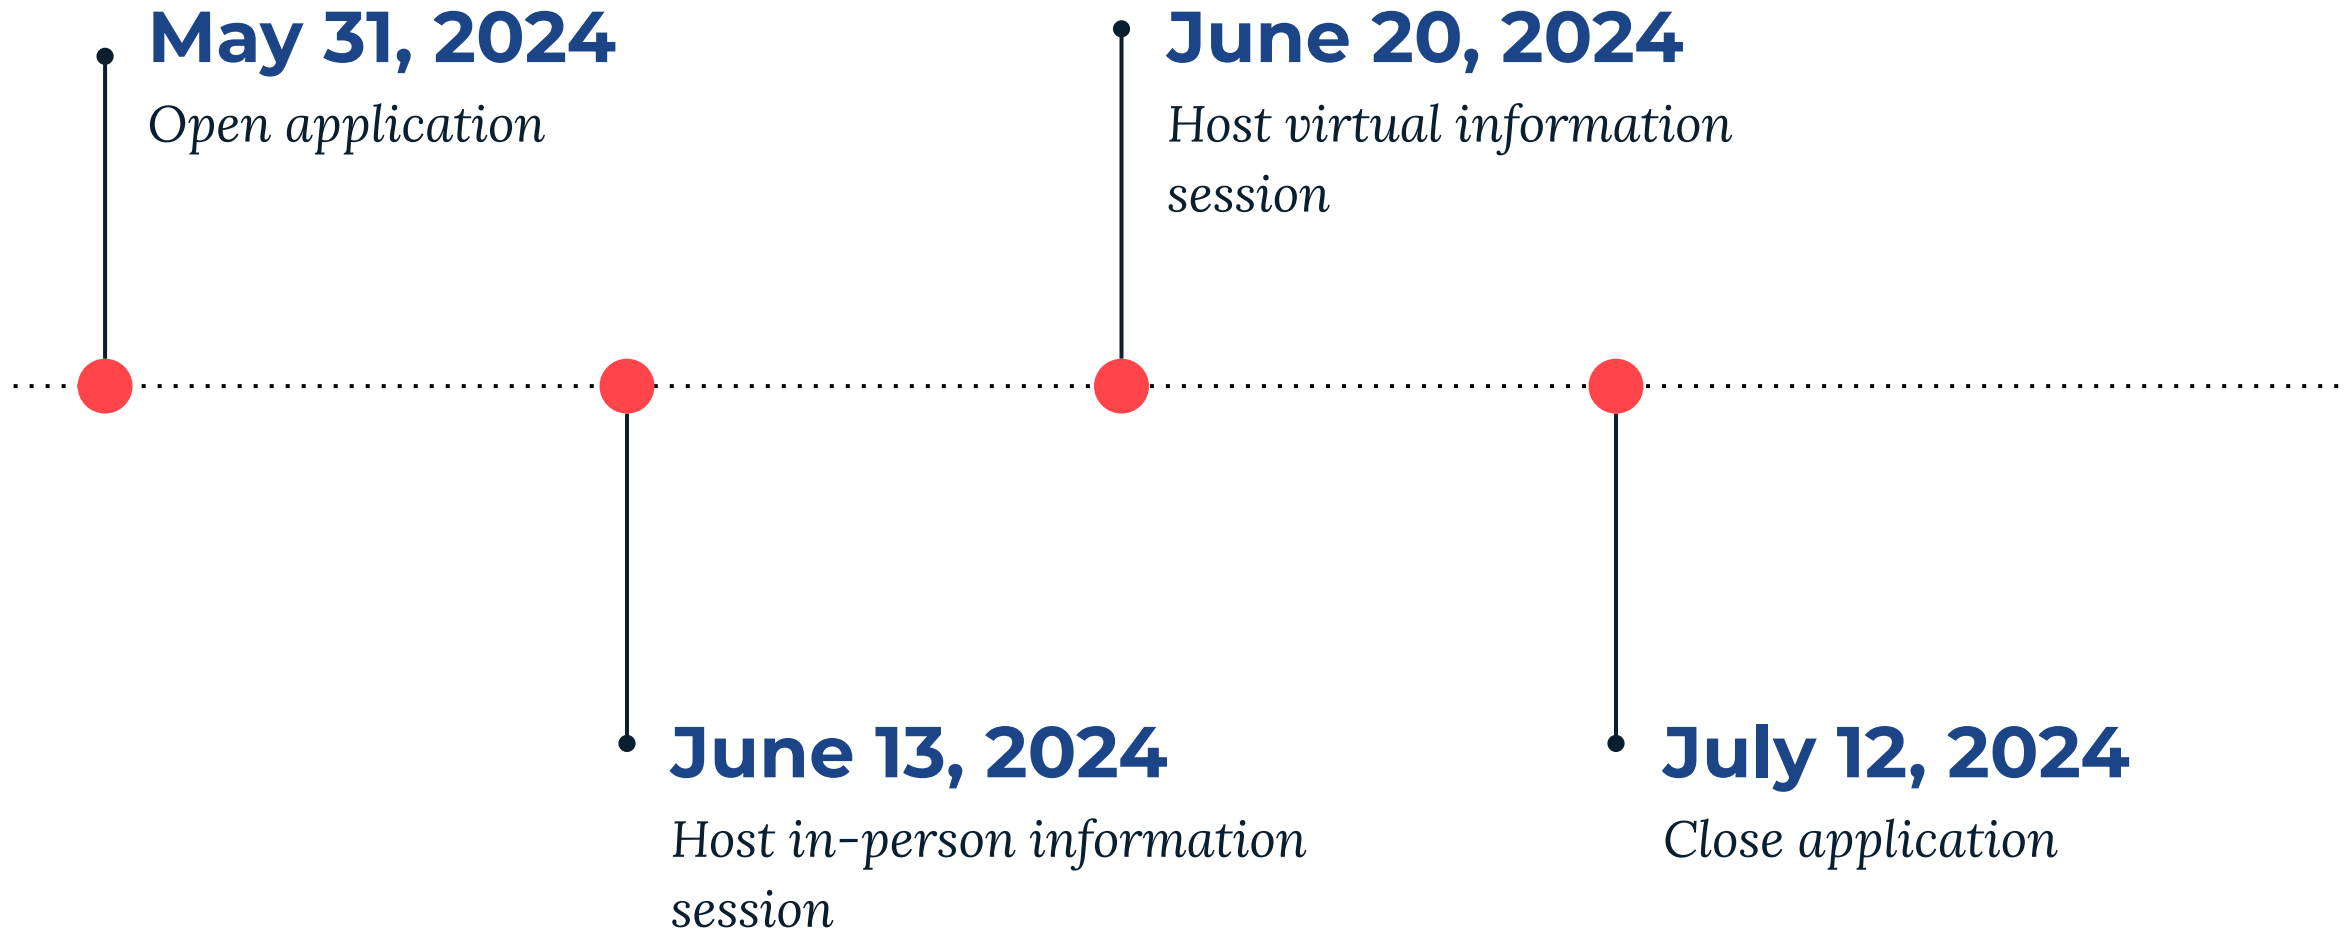 May 31, 2024
Open application
June 13, 2024
Host in-person information
session
June 20, 2024
Host virtual information
session
July 12, 2024
Close application